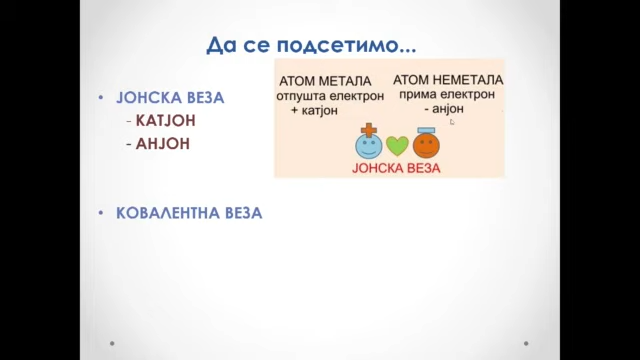 Да се подсетимо...
• ЈОНСКА ВЕЗА
- КАТЈОН
- АНЈОН
АТОМ МЕТАЛА
отпушта електрон
+ катјон
АТОМ НЕМЕТАЛА
прима електрон
- анјон
ЈОНСКА ВЕЗА
• КОВАЛЕНТНА ВЕЗА